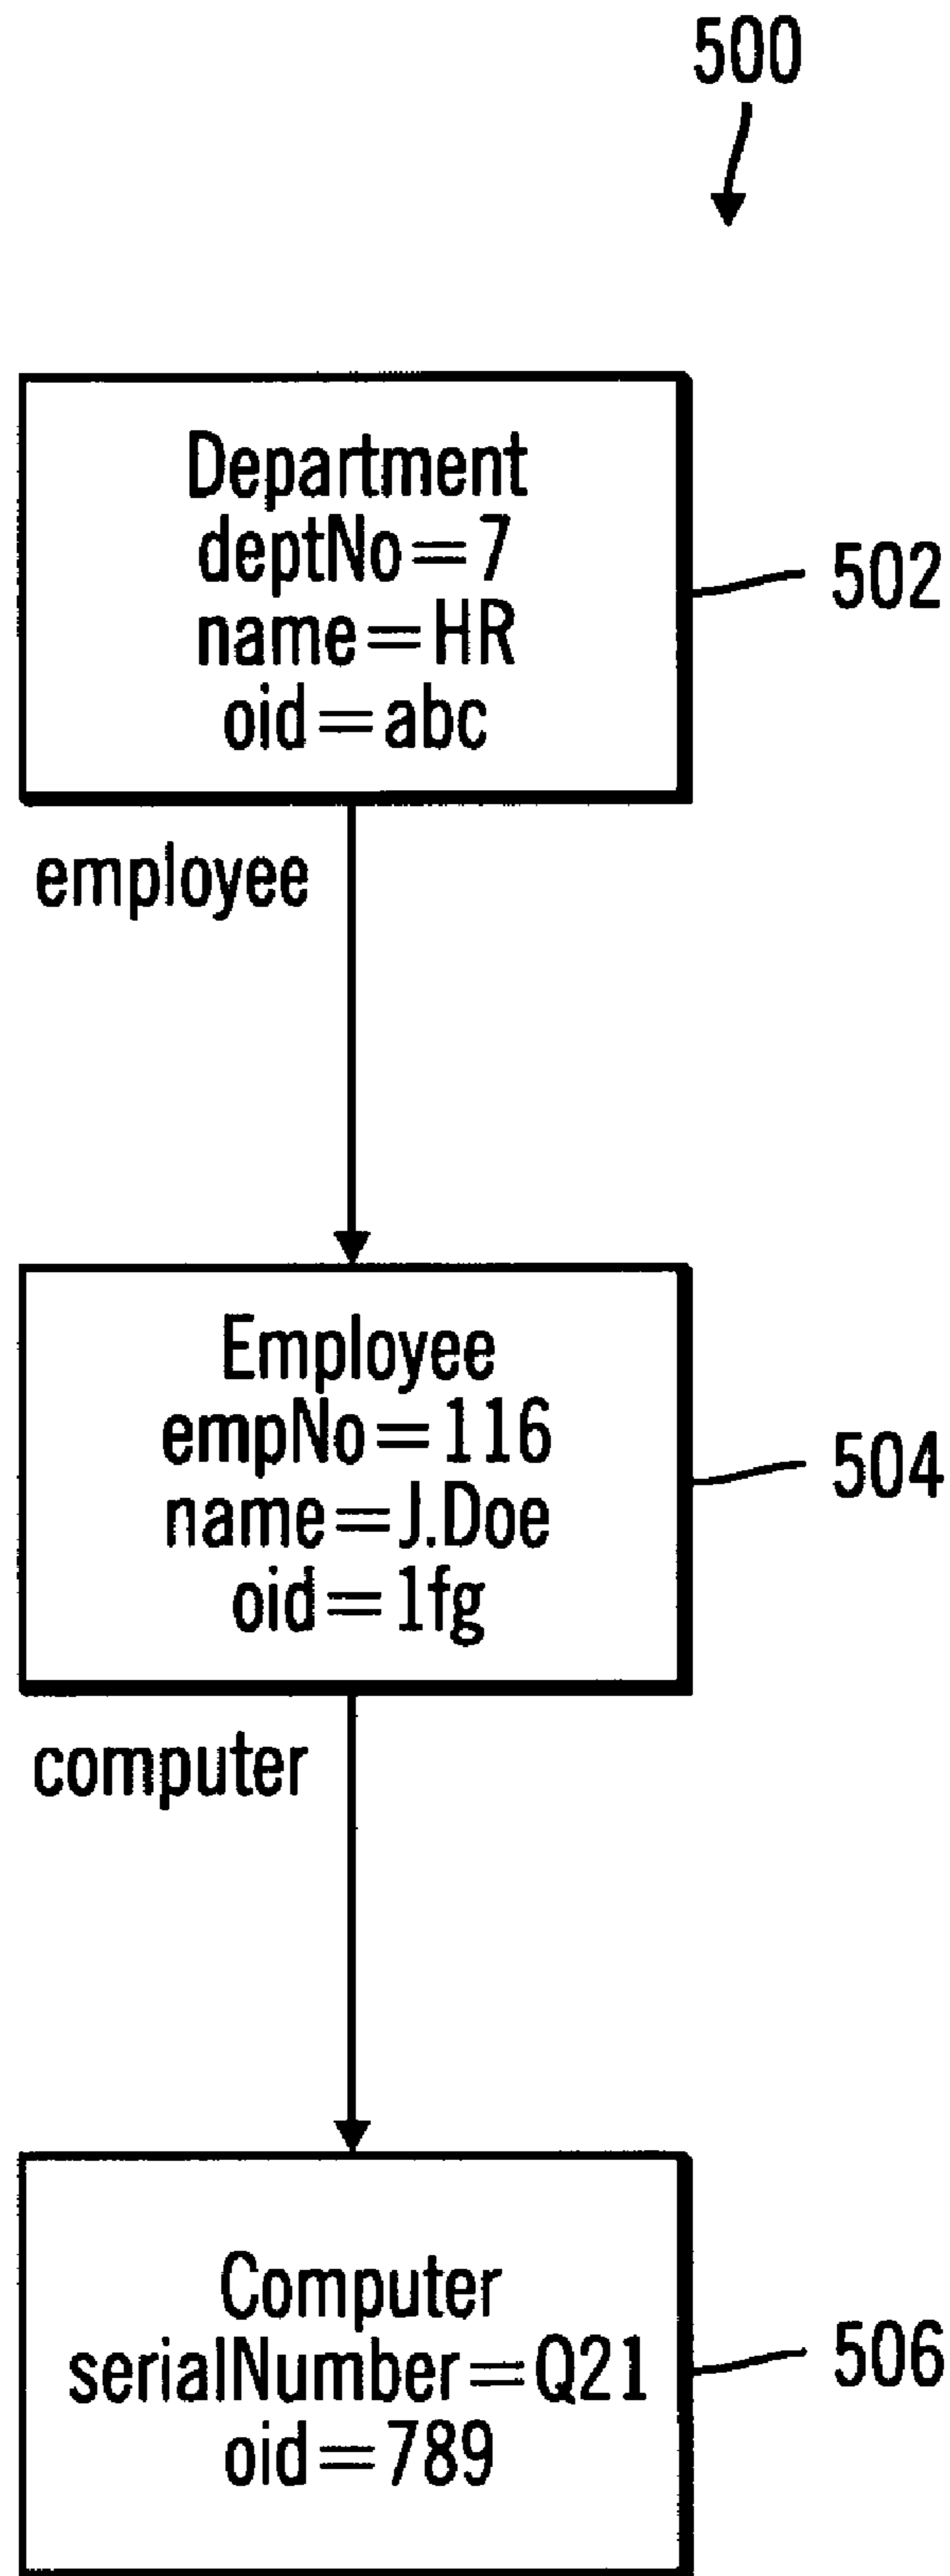 500
Department
deptNo=7
name=HR
oid=abc
502
employee
Employee
empNo=116
name=J.Doe
oid=1fg
504
computer
Computer
serialNumber=Q21
oid=789
506